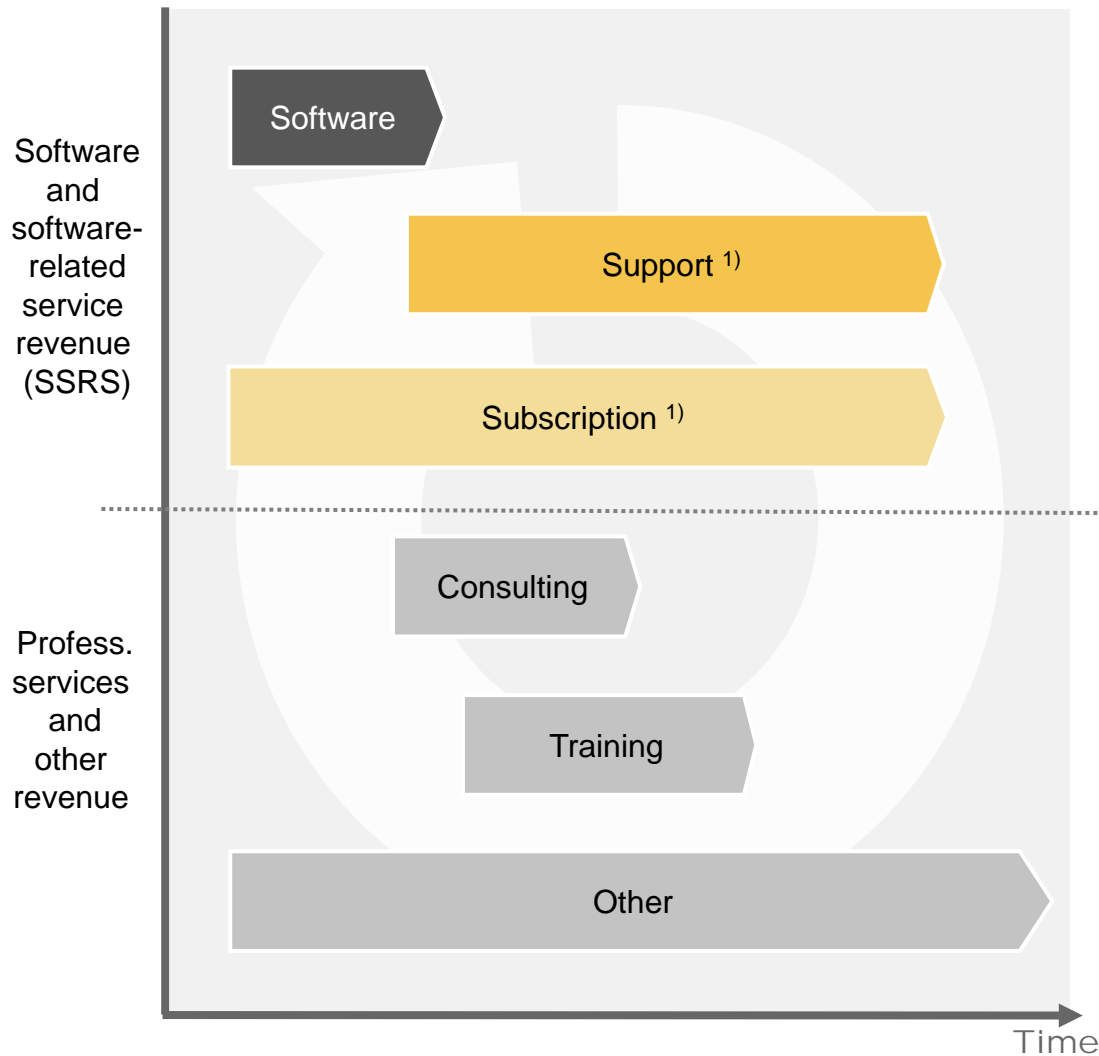 Software
Software
and
software-
related
service
revenue
(SSRS)
Support 1)
Subscription 1)
Consulting
Profess.
services
and
other
revenue
Training
Other
Time